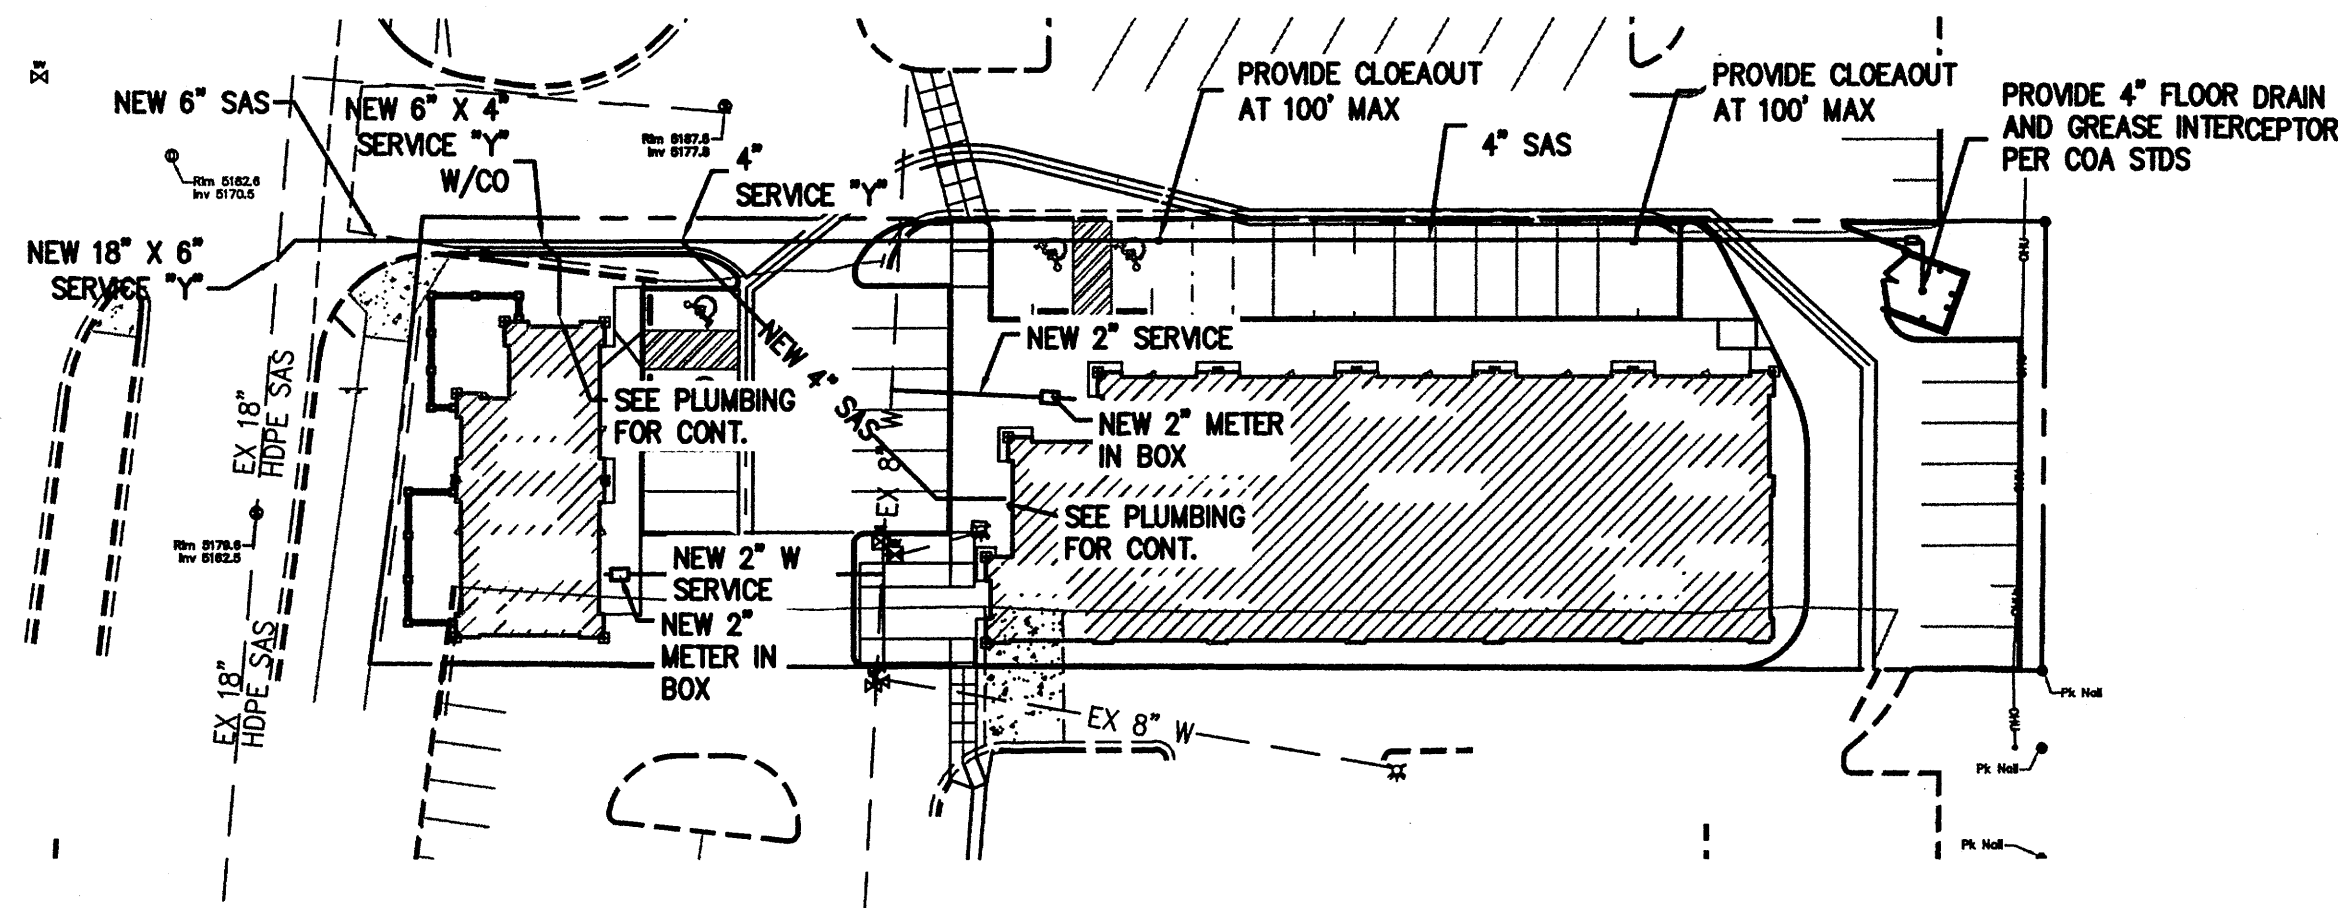 PROVIDE CLOEAOUT
AT 100' MAX
PROVIDE CLOEAOUT
AT 100' MAX
PROVIDE 4" FLOOR DRAIN
AND GREASE INTERCEPTOR
PER COA STDS
NEW 6" SAS
NEW 6" X 4"
SERVICE "Y"
W/CO
Rim 5187.6
Inv 5177.8
4"
SERVICE "Y"
4" SAS
Rim 5182.6
Inv 5170.5
NEW 18" X 6"
SERVICE "Y"
OHU
NEW 4" SAS
NEW 2" SERVICE
EX 18"
HDPE SAS
SEE PLUMBING
FOR CONT.
NEW 2" METER
IN BOX
EX 8" W
SEE PLUMBING
FOR CONT.
Rim 5179.6
Inv 5162.5
NEW 2" W
SERVICE
NEW 2"
METER IN
BOX
EX 18"
HDPE SAS
EX 8" W
OHU
Pk Nail
Pk Nail
Pk Nail